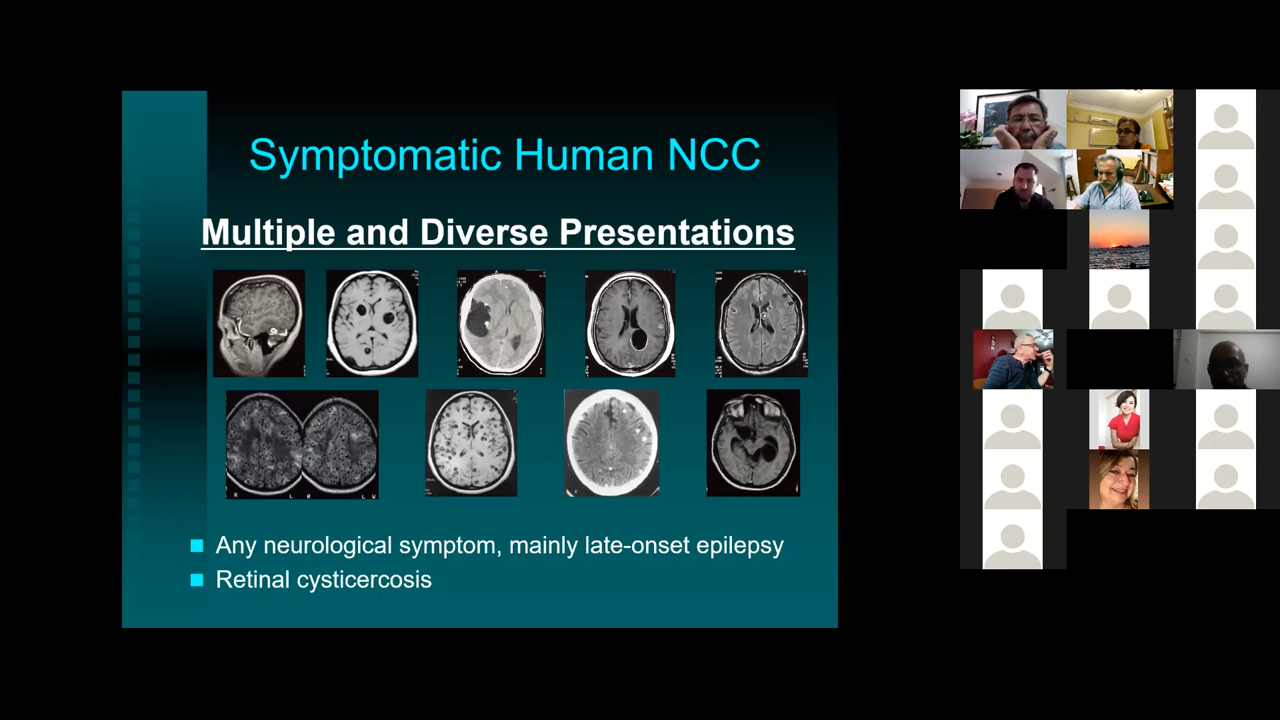 Symptomatic Human NCC
Multiple and Diverse Presentations
R L R L W
Any neurological symptom, mainly late-onset epilepsy
Retinal cysticercosis